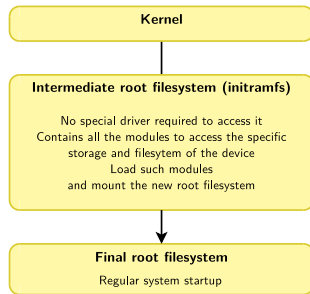 Kernel
Intermediate root filesystem (initramfs)
No special driver required to access it
Contains all the modules to access the specific
storage and filesytem of the device
Load such modules
and mount the new root filesystem
Final root filesystem
Regular system startup